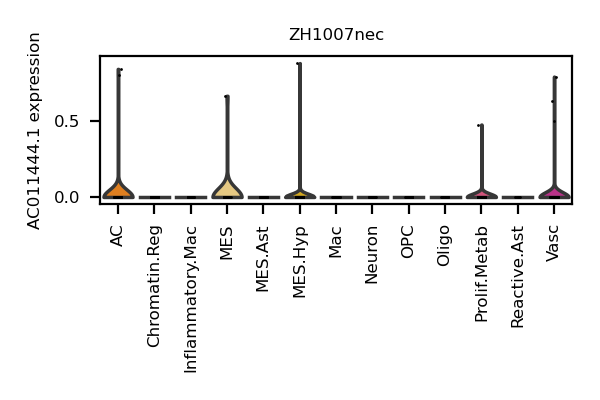 ZH1007nec
AC011444.1 expression
0.5
0.0
AC
Chromatin.Reg
Inflammatory.Mac
MES
MES.Ast
MES.Hyp
Mac
Neuron
OPC
Oligo
Prolif.Metab
Reactive.Ast
Vasc